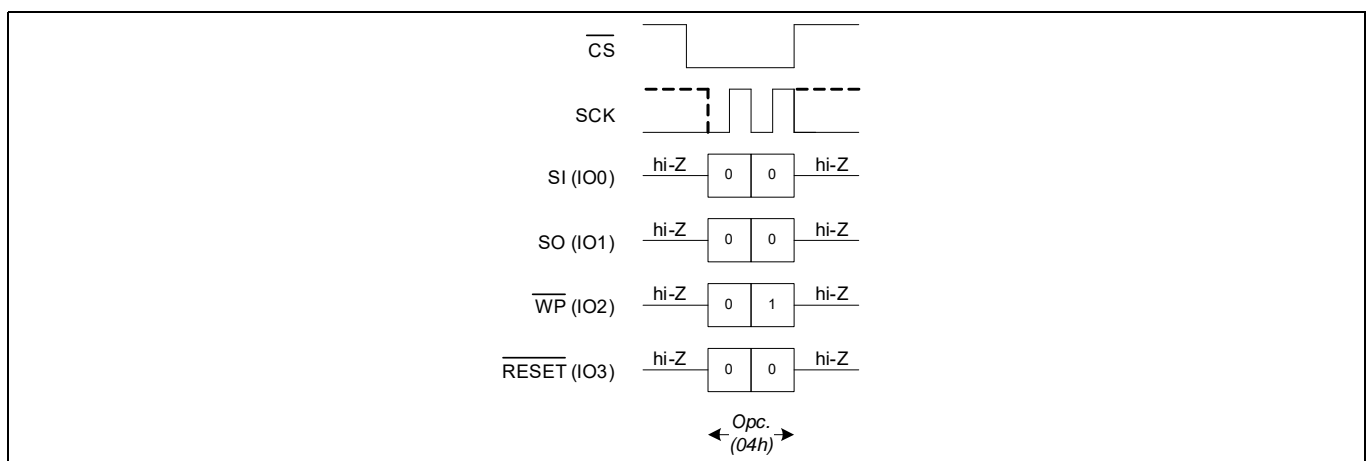 CS
SCK
hi-Z 0 0 hi-Z
SI (IO0)
hi-Z 0 0 hi-Z
SO (IO1)
hi-Z 0 1 hi-Z
WP (IO2)
hi-Z 0 0 hi-Z
RESET (IO3)
Opc.
(04h)